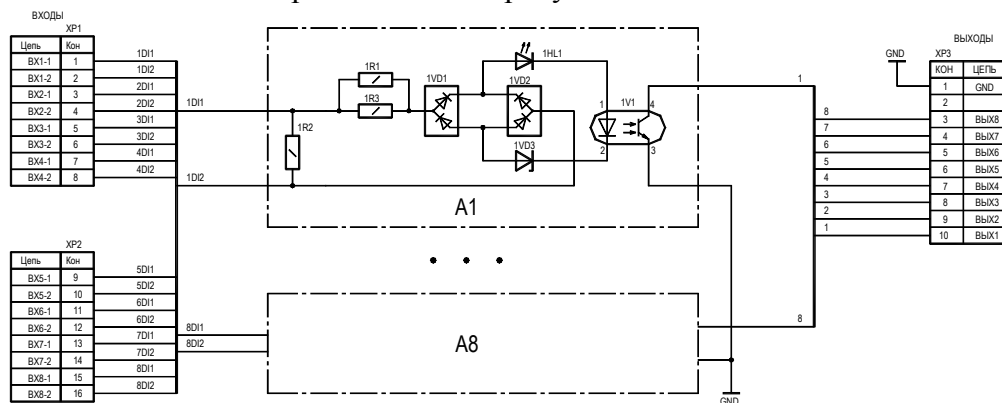 ВХОДЫ
XP1
Цепь Кон
ВХ1-1 1 1DI1
ВХ1-2 2 1DI2
ВХ2-1 3 2DI1
ВХ2-2 4 2DI2
ВХ3-1 5 3DI1
ВХ3-2 6 3DI2
ВХ4-1 7 4DI1
ВХ4-2 8 4DI2
XP2
Цепь Кон
ВХ5-1 9 5DI1
ВХ5-2 10 5DI2
ВХ6-1 11 6DI1
ВХ6-2 12 6DI2
ВХ7-1 13 7DI1
ВХ7-2 14 7DI2
ВХ8-1 15 8DI1
ВХ8-2 16 8DI2
1DI1
1DI2
8DI1
8DI2
1R1
1R3
1R2
1VD1
1HL1
1VD2
1VD3
1 1V1 4
2 3
A1
A8
1
8
GND
GND
ВЫХОДЫ
XP3
КОН ЦЕПЬ
1 GND
2
8 3 ВЫХ8
7 4 ВЫХ7
6 5 ВЫХ6
5 6 ВЫХ5
4 7 ВЫХ4
3 8 ВЫХ3
2 9 ВЫХ2
1 10 ВЫХ1